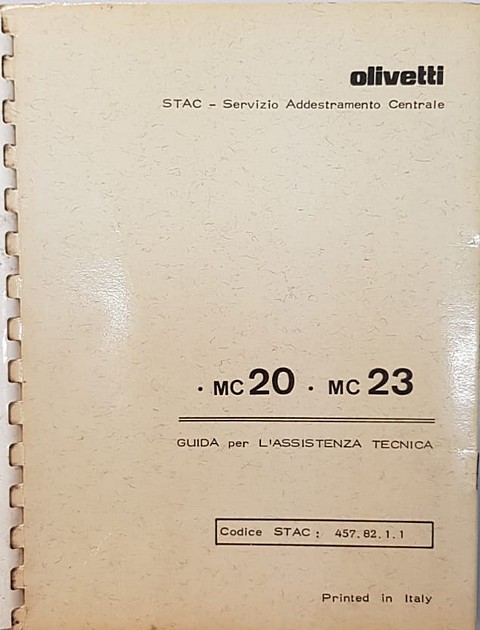 olivetti
STAC - Servizio Addestramento Centrale
· MC 20 · MC 23
GUIDA per L'ASSISTENZA TECNICA
Codice STAC : 457.82.1.1
Printed in Italy